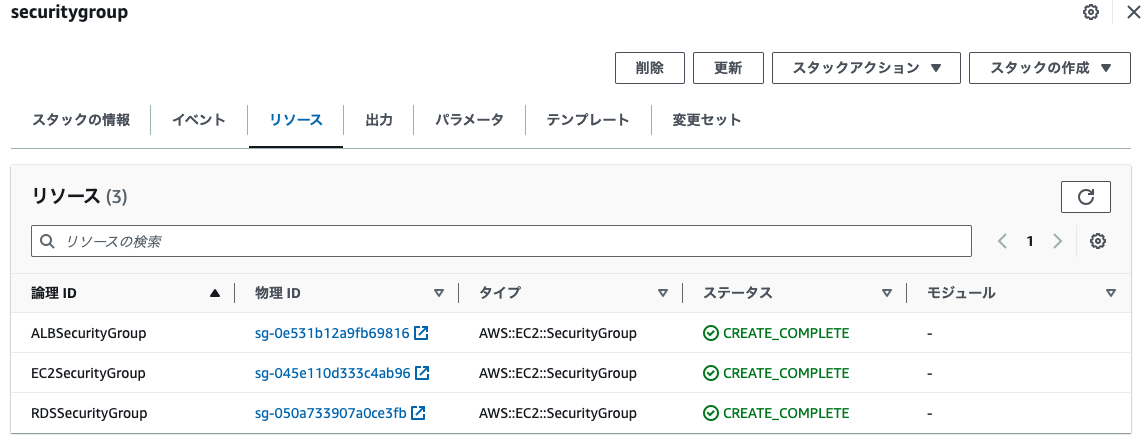 securitygroup
削除 更新 スタックアクション スタックの作成
スタックの情報 イベント リソース 出力 パラメータ テンプレート 変更セット
リソース (3)
リソースの検索 1
論理 ID 物理 ID タイプ ステータス モジュール
ALBSecurityGroup sg-0e531b12a9fb69816 AWS::EC2::SecurityGroup CREATE_COMPLETE -
EC2SecurityGroup sg-045e110d333c4ab96 AWS::EC2::SecurityGroup CREATE_COMPLETE -
RDSSecurityGroup sg-050a733907a0ce3fb AWS::EC2::SecurityGroup CREATE_COMPLETE -